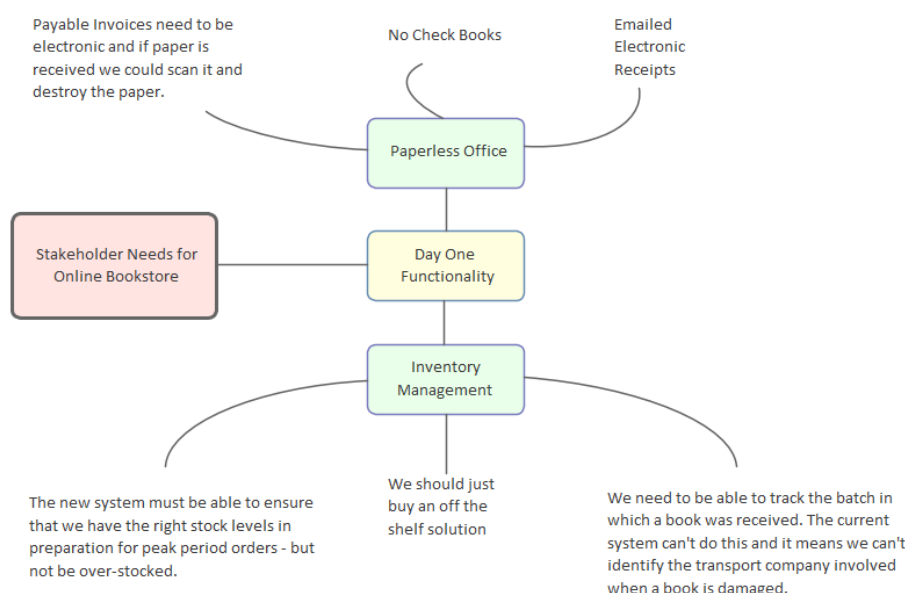 Payable Invoices need to be
electronic and if paper is
received we could scan it and
destroy the paper.
No Check Books
Emailed
Electronic
Receipts
Paperless Office
Stakeholder Needs for
Online Bookstore
Day One
Functionality
Inventory
Management
The new system must be able to ensure
that we have the right stock levels in
preparation for peak period orders - but
not be over-stocked.
We should just
buy an off the
shelf solution
We need to be able to track the batch in
which a book was received. The current
system can't do this and it means we can't
identify the transport company involved
when a book is damaged.